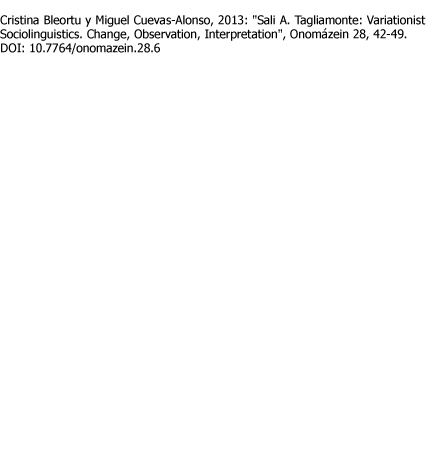 Cristina Bleortu y Miguel Cuevas-Alonso, 2013: "Sali A. Tagliamonte: Variationist
Sociolinguistics. Change, Observation, Interpretation", Onomázein 28, 42-49.
DOI: 10.7764/onomazein.28.6